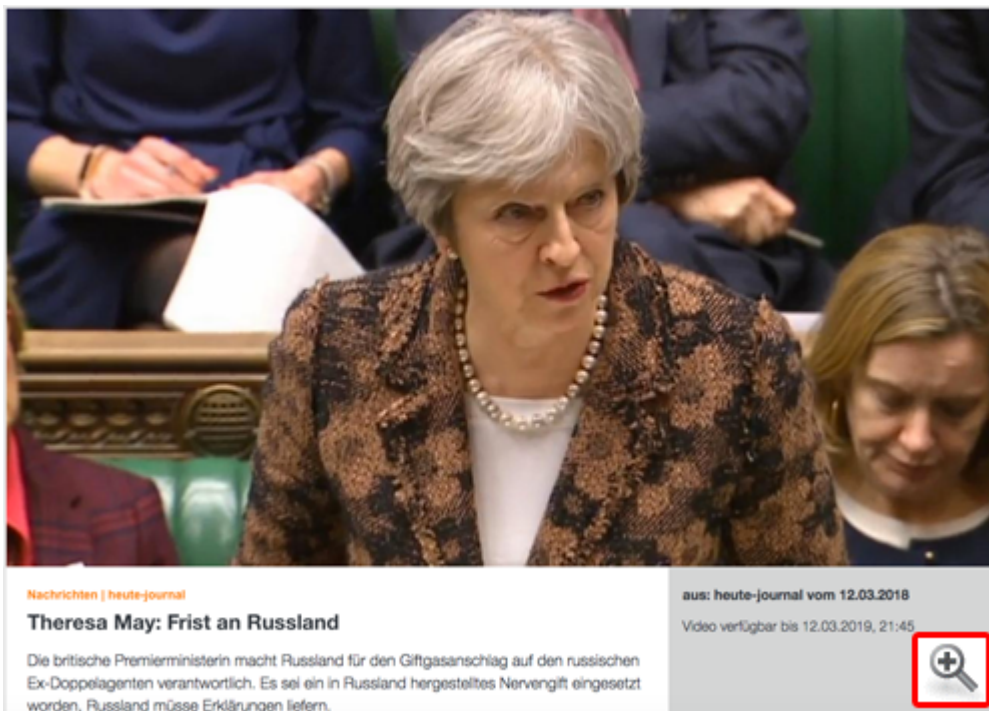 Nachrichten | heute-journal
Theresa May: Frist an Russland
Die britische Premierministerin macht Russland für den Giftgasanschlag auf den russischen
Ex-Doppelagenten verantwortlich. Es sei ein in Russland hergestelltes Nervengift eingesetzt
worden. Russland müsse Erklärungen liefern.
aus: heute-journal vom 12.03.2018
Video verfügbar bis 12.03.2019, 21:45